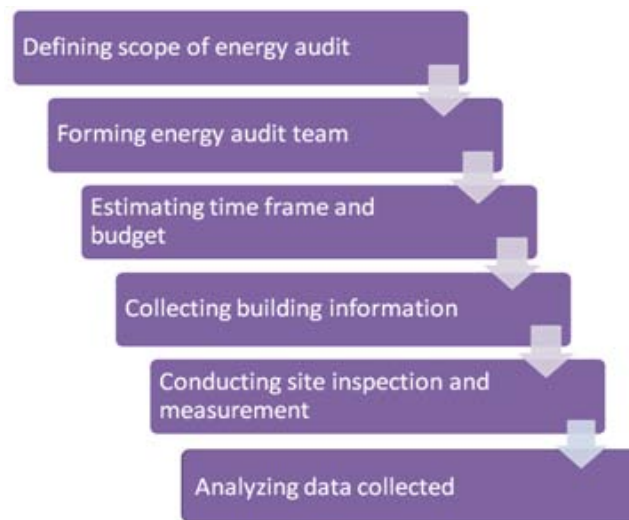 Defining scope of energy audit
Forming energy audit team
Estimating time frame and
budget
Collecting building information
Conducting site inspection and
measurement
Analyzing data collected